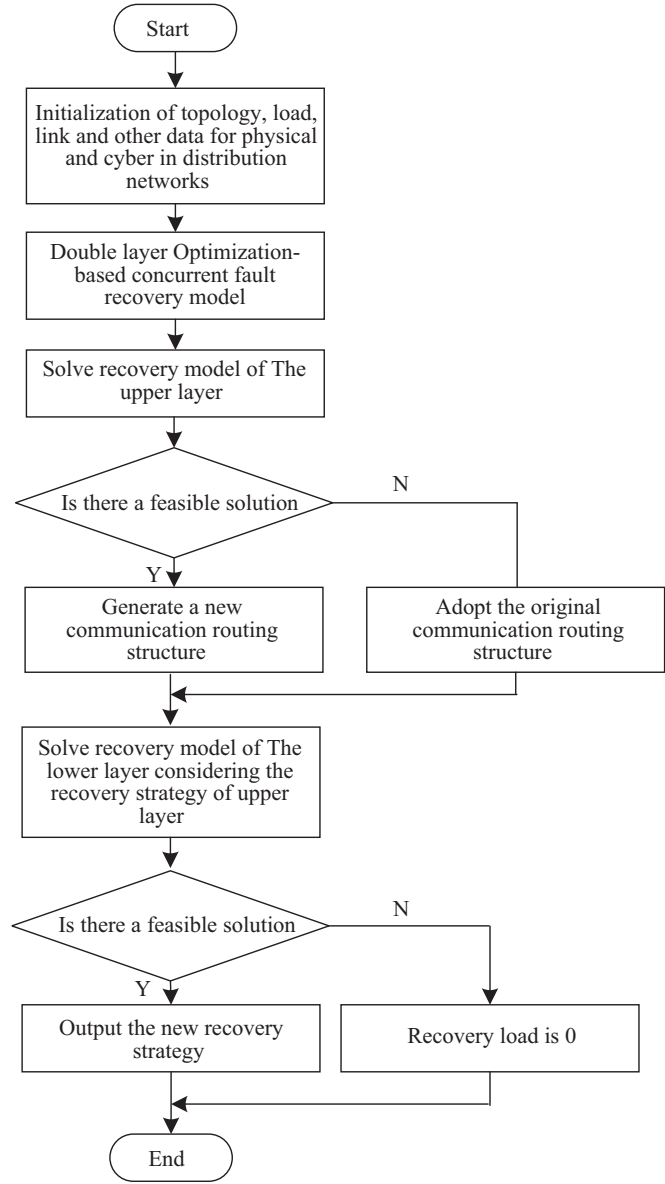 Start
Initialization of topology, load,
link and other data for physical
and cyber in distribution
networks
Double layer Optimization-
based concurrent fault
recovery model
Solve recovery model of The
upper layer
Is there a feasible solution
N
Y
Generate a new
communication routing
structure
Adopt the original
communication routing
structure
Solve recovery model of The
lower layer considering the
recovery strategy of upper
layer
Is there a feasible solution
N
Y
Output the new recovery
strategy
Recovery load is 0
End